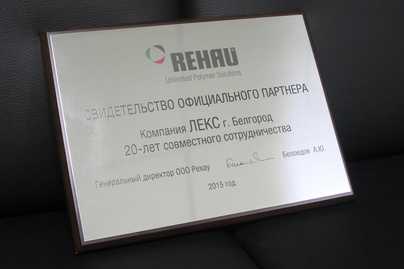 REHAU
Unlimited Polymer Solutions
СВИДЕТЕЛЬСТВО ОФИЦИАЛЬНОГО ПАРТНЕРА
Компания ЛЕКС г. Белгород
20-лет совместного сотрудничества
Генеральный директор ООО Рехау Белоедов А.Ю.
2015 год